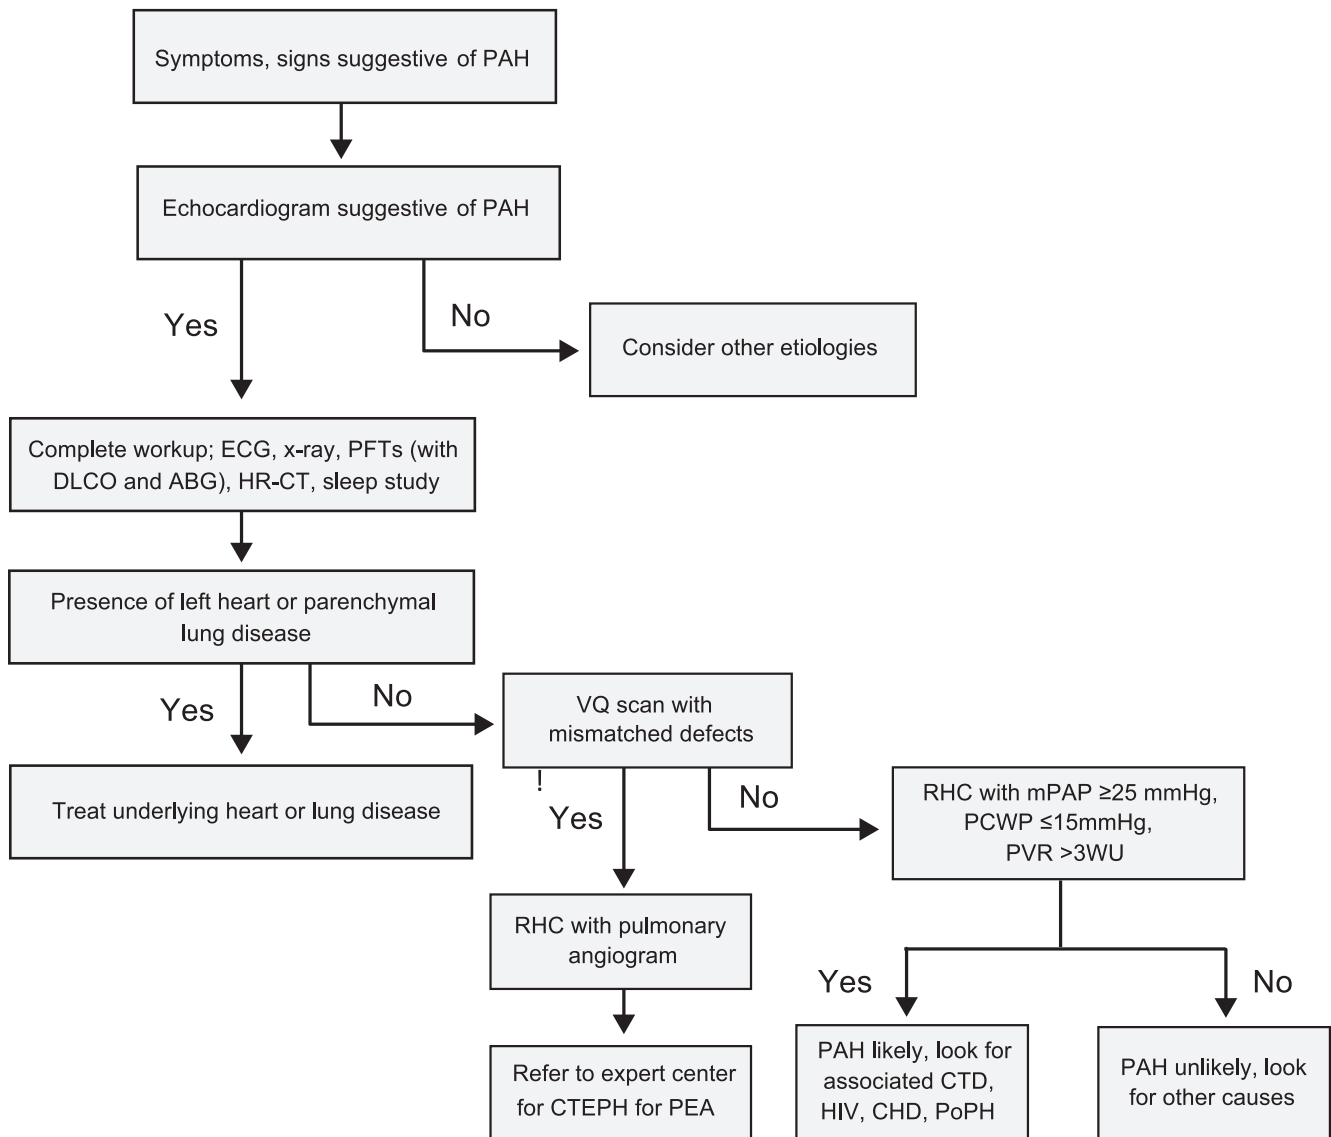 Symptoms, signs suggestive of PAH
Echocardiogram suggestive of PAH
Yes
No
Consider other etiologies
Complete workup; ECG, x-ray, PFTs (with
DLCO and ABG), HR-CT, sleep study
Presence of left heart or parenchymal
lung disease
Yes
No
Treat underlying heart or lung disease
VQ scan with
mismatched defects
!
Yes
No
RHC with mPAP ≥25 mmHg,
PCWP ≤15mmHg,
PVR >3WU
RHC with pulmonary
angiogram
Refer to expert center
for CTEPH for PEA
Yes
No
PAH likely, look for
associated CTD,
HIV, CHD, PoPH
PAH unlikely, look
for other causes